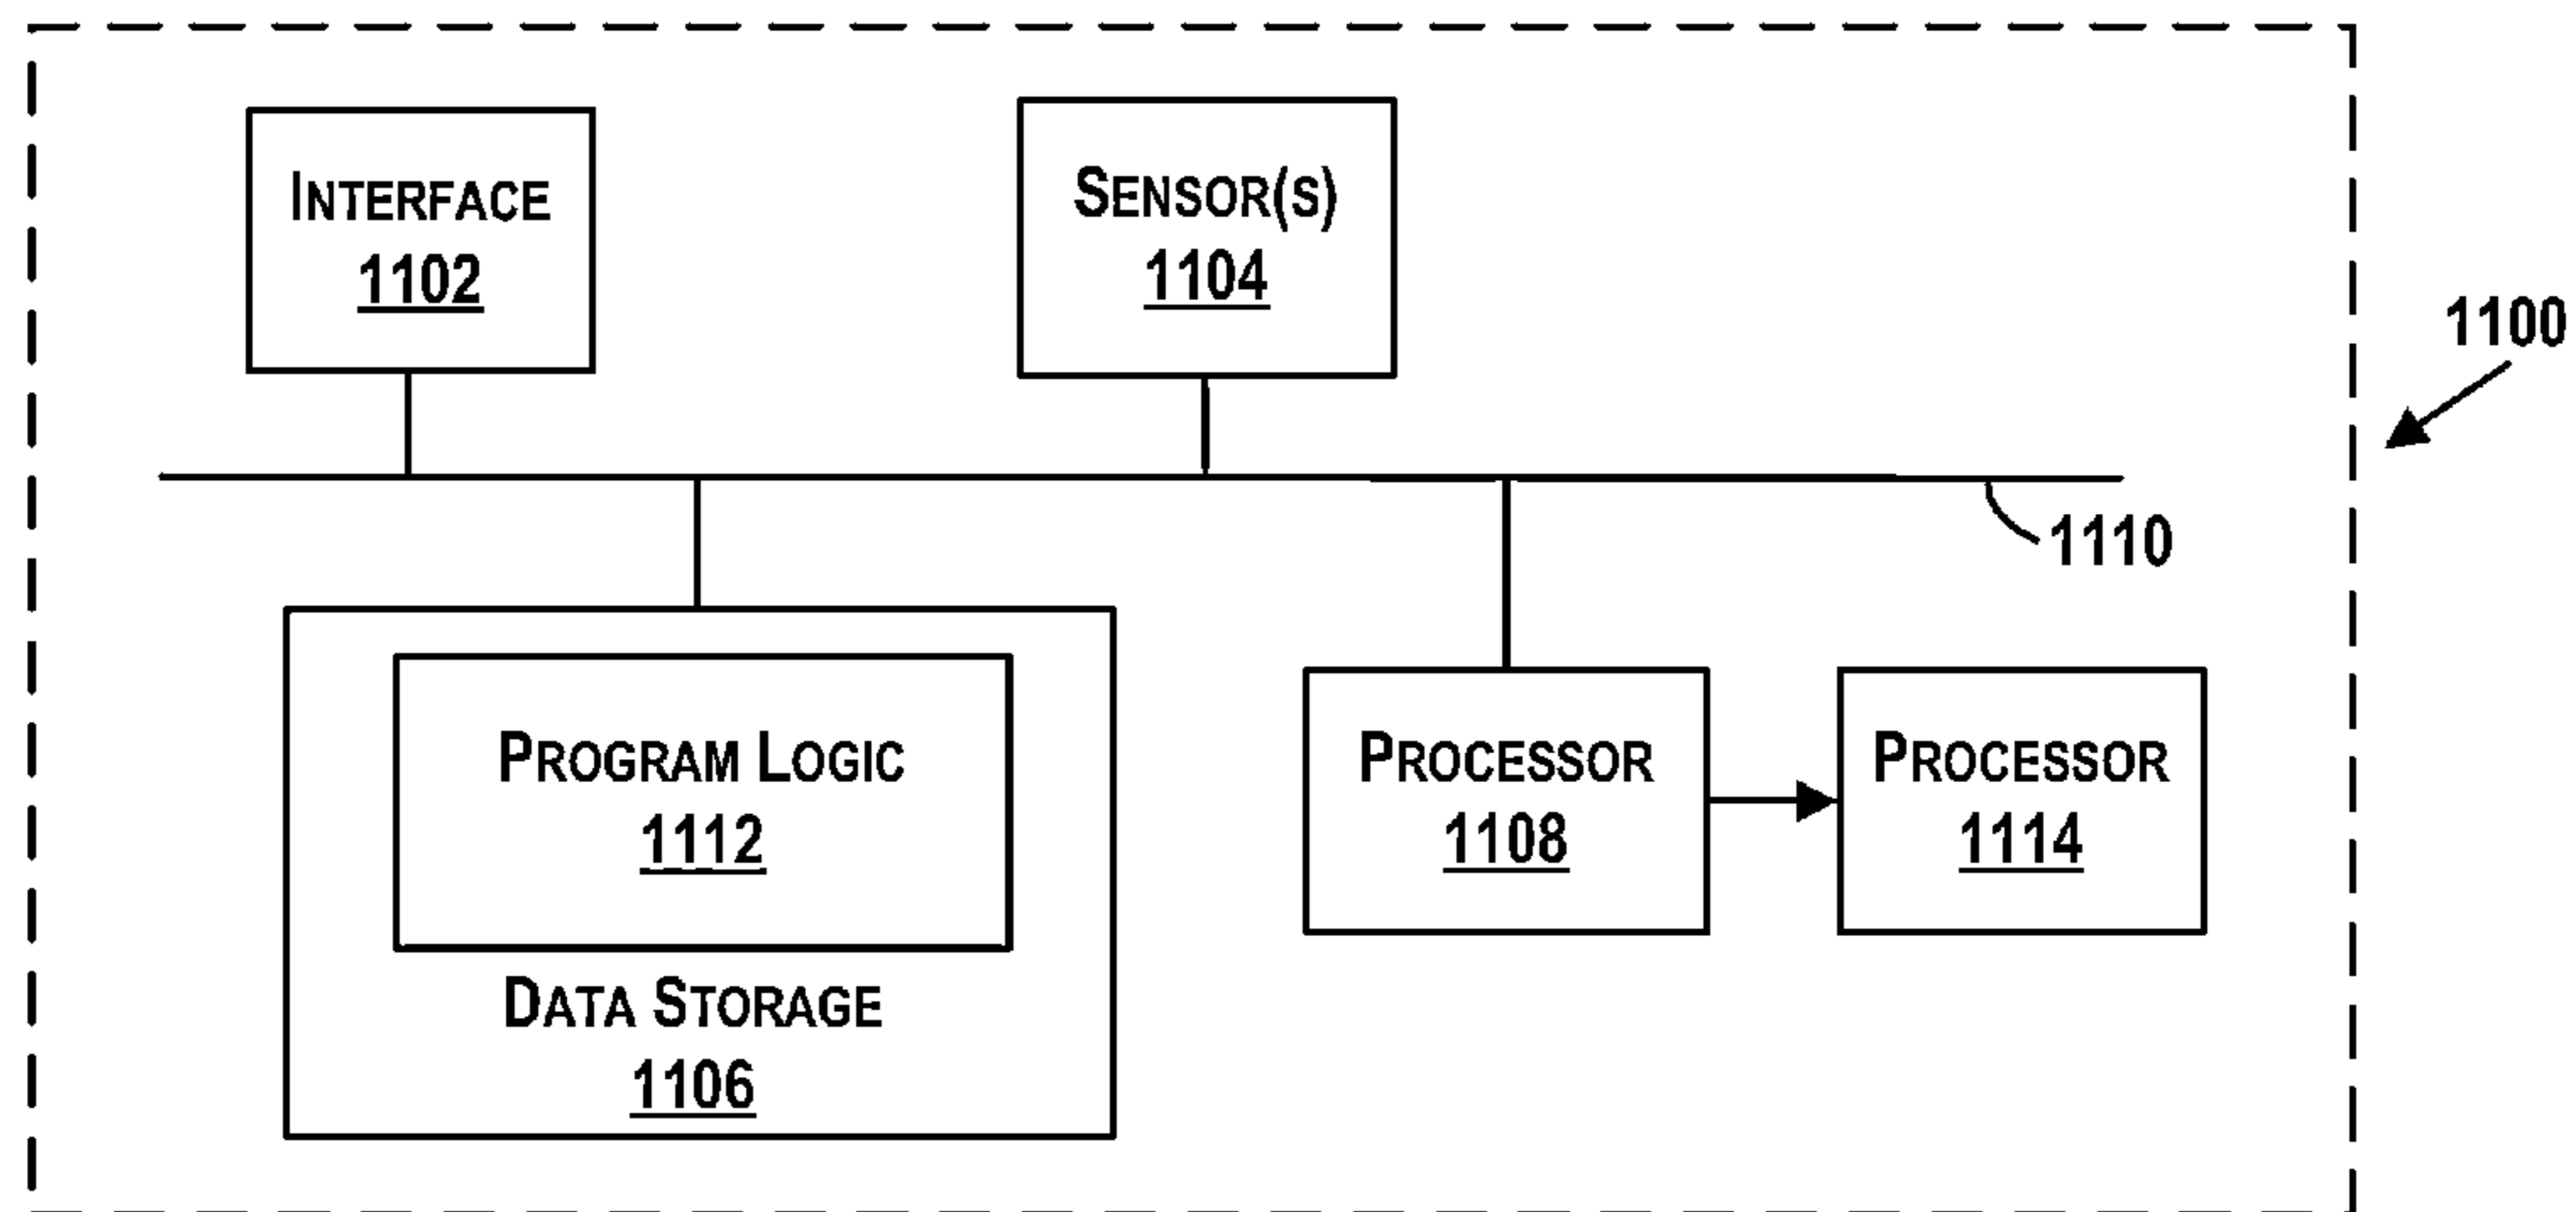 INTERFACE
1102
SENSOR(S)
1104
1100
1110
PROGRAM LOGIC
1112
DATA STORAGE
1106
PROCESSOR
1108
PROCESSOR
1114